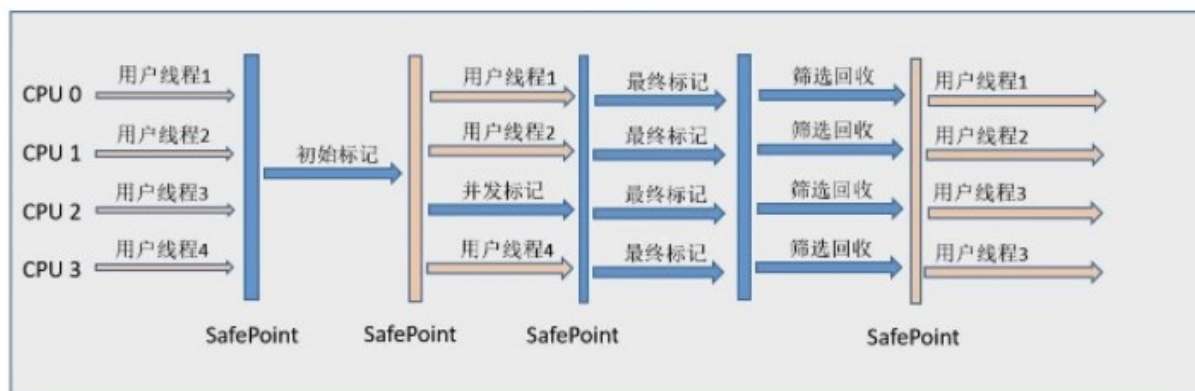 CPU 0 用户线程1 用户线程1 最终标记 筛选回收 用户线程1
CPU 1 用户线程2 初始标记 用户线程2 最终标记 筛选回收 用户线程2
CPU 2 用户线程3 并发标记 最终标记 筛选回收 用户线程3
CPU 3 用户线程4 用户线程4 最终标记 筛选回收 用户线程3
SafePoint SafePoint SafePoint SafePoint